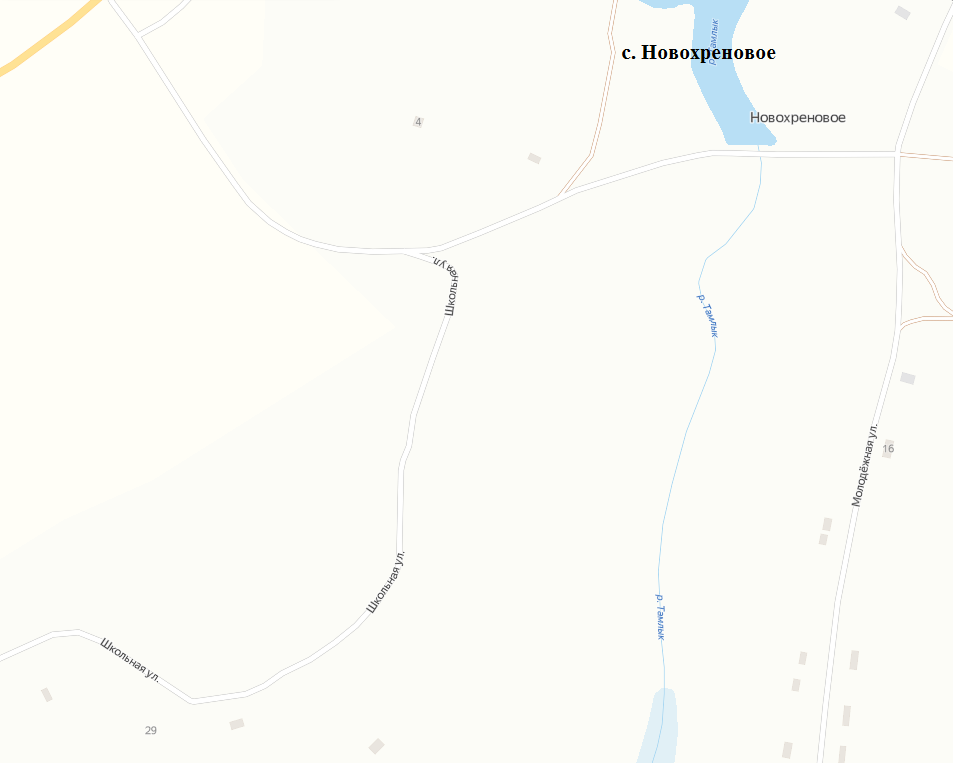 р. Тамлык
с. Новохреновое
Новохреновое
4
Школьная ул.
р. Тамлык
Молодёжная ул.
16
Школьная ул.
р. Тамлык
Школьная ул.
29